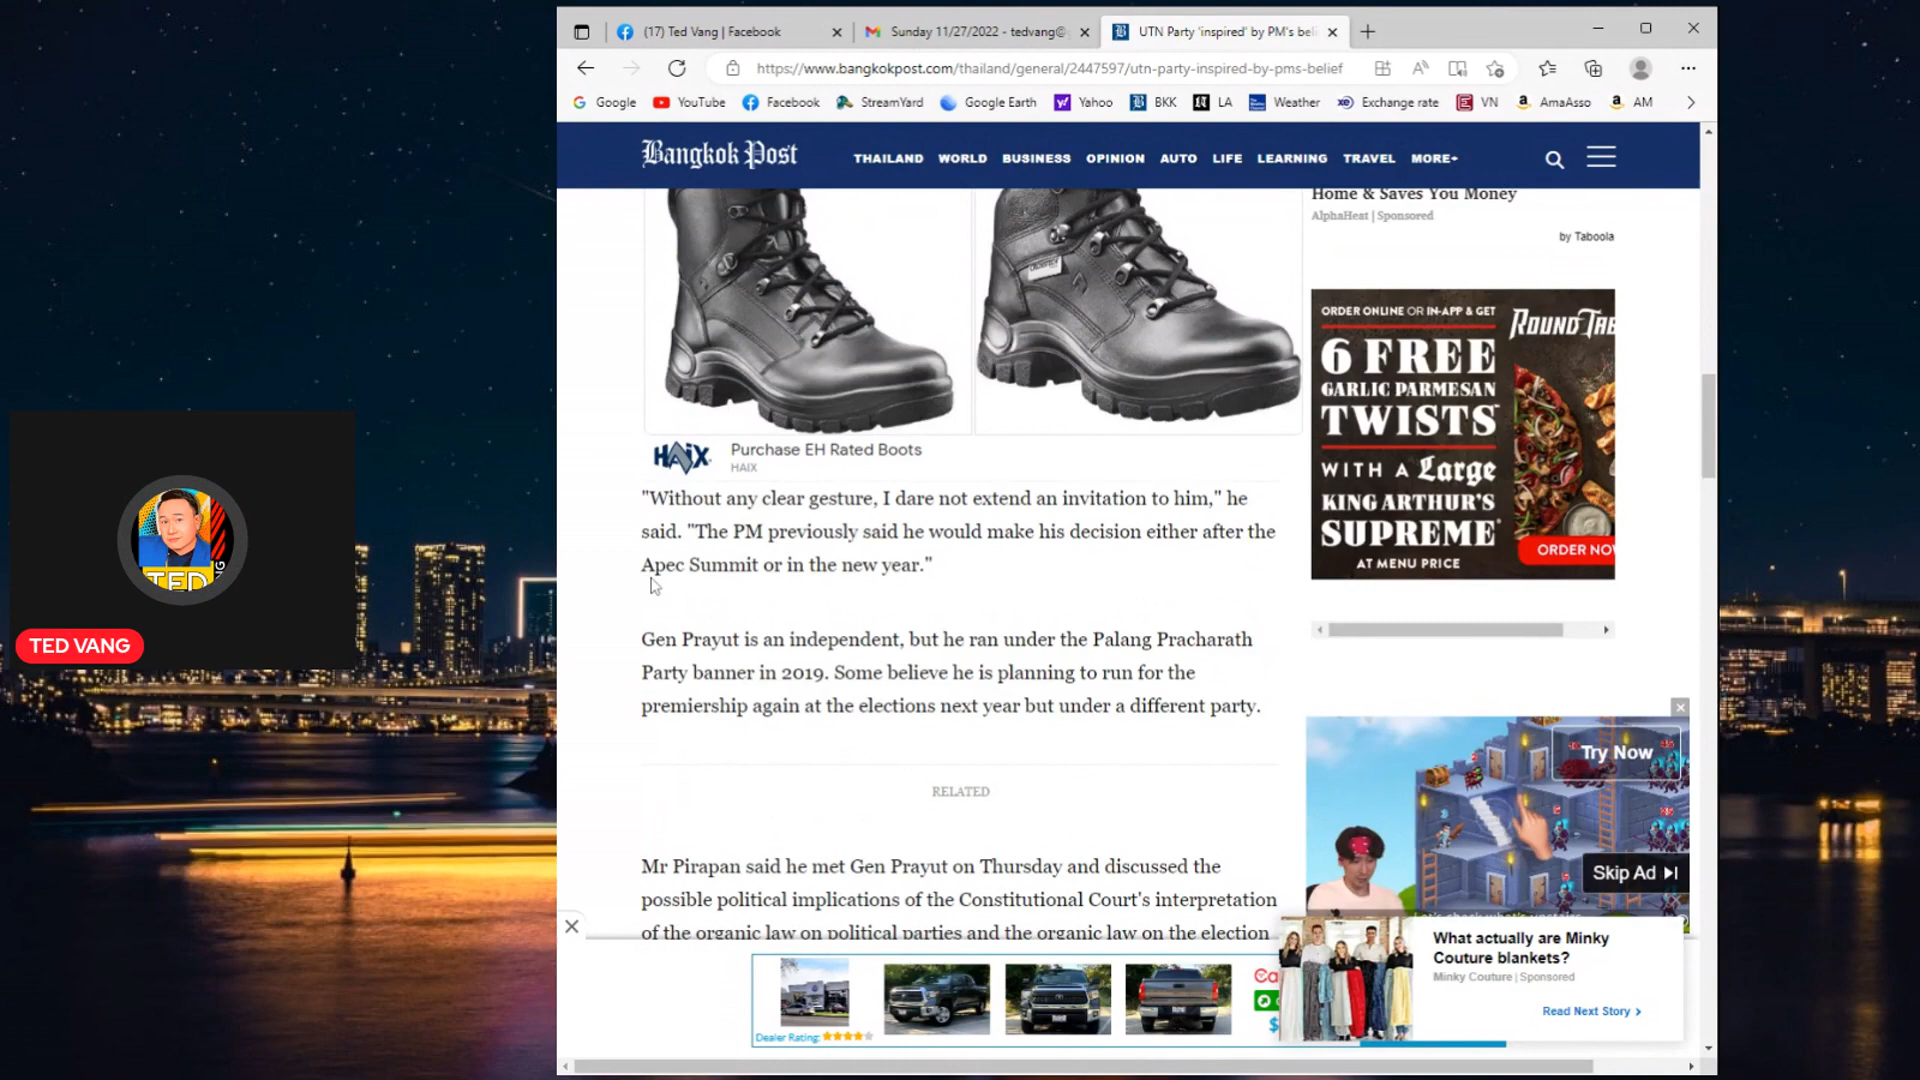 (17) Ted Vang | Facebook
Sunday 11/27/2022 - tedvang@
UTN Party 'inspired' by PM's bel
https://www.bangkokpost.com/thailand/general/2447597/utn-party-inspired-by-pms-belief
Google
YouTube
Facebook
StreamYard
Google Earth
Yahoo
BKK
LA
Weather
Exchange rate
VN
AmaAsso
AM
Bangkok Post
THAILAND WORLD BUSINESS OPINION AUTO LIFE LEARNING TRAVEL MORE+
Home & Saves You Money
AlphaHeat | Sponsored
by Taboola
HAIX
Purchase EH Rated Boots
HAIX
"Without any clear gesture, I dare not extend an invitation to him," he
said. "The PM previously said he would make his decision either after the
Apec Summit or in the new year."
Gen Prayut is an independent, but he ran under the Palang Pracharath
Party banner in 2019. Some believe he is planning to run for the
premiership again at the elections next year but under a different party.
RELATED
Mr Pirapan said he met Gen Prayut on Thursday and discussed the
possible political implications of the Constitutional Court's interpretation
of the organic law on political parties and the organic law on the election
ORDER ONLINE OR IN-APP & GET
ROUND TAB
6 FREE
GARLIC PARMESAN
TWISTS
WITH A Large
KING ARTHUR'S
SUPREME®
AT MENU PRICE
ORDER NOW
Try Now
Skip Ad
Let's check what's upstairs
What actually are Minky
Couture blankets?
Minky Couture | Sponsored
Read Next Story >
Dealer Rating:
TED
TED VANG